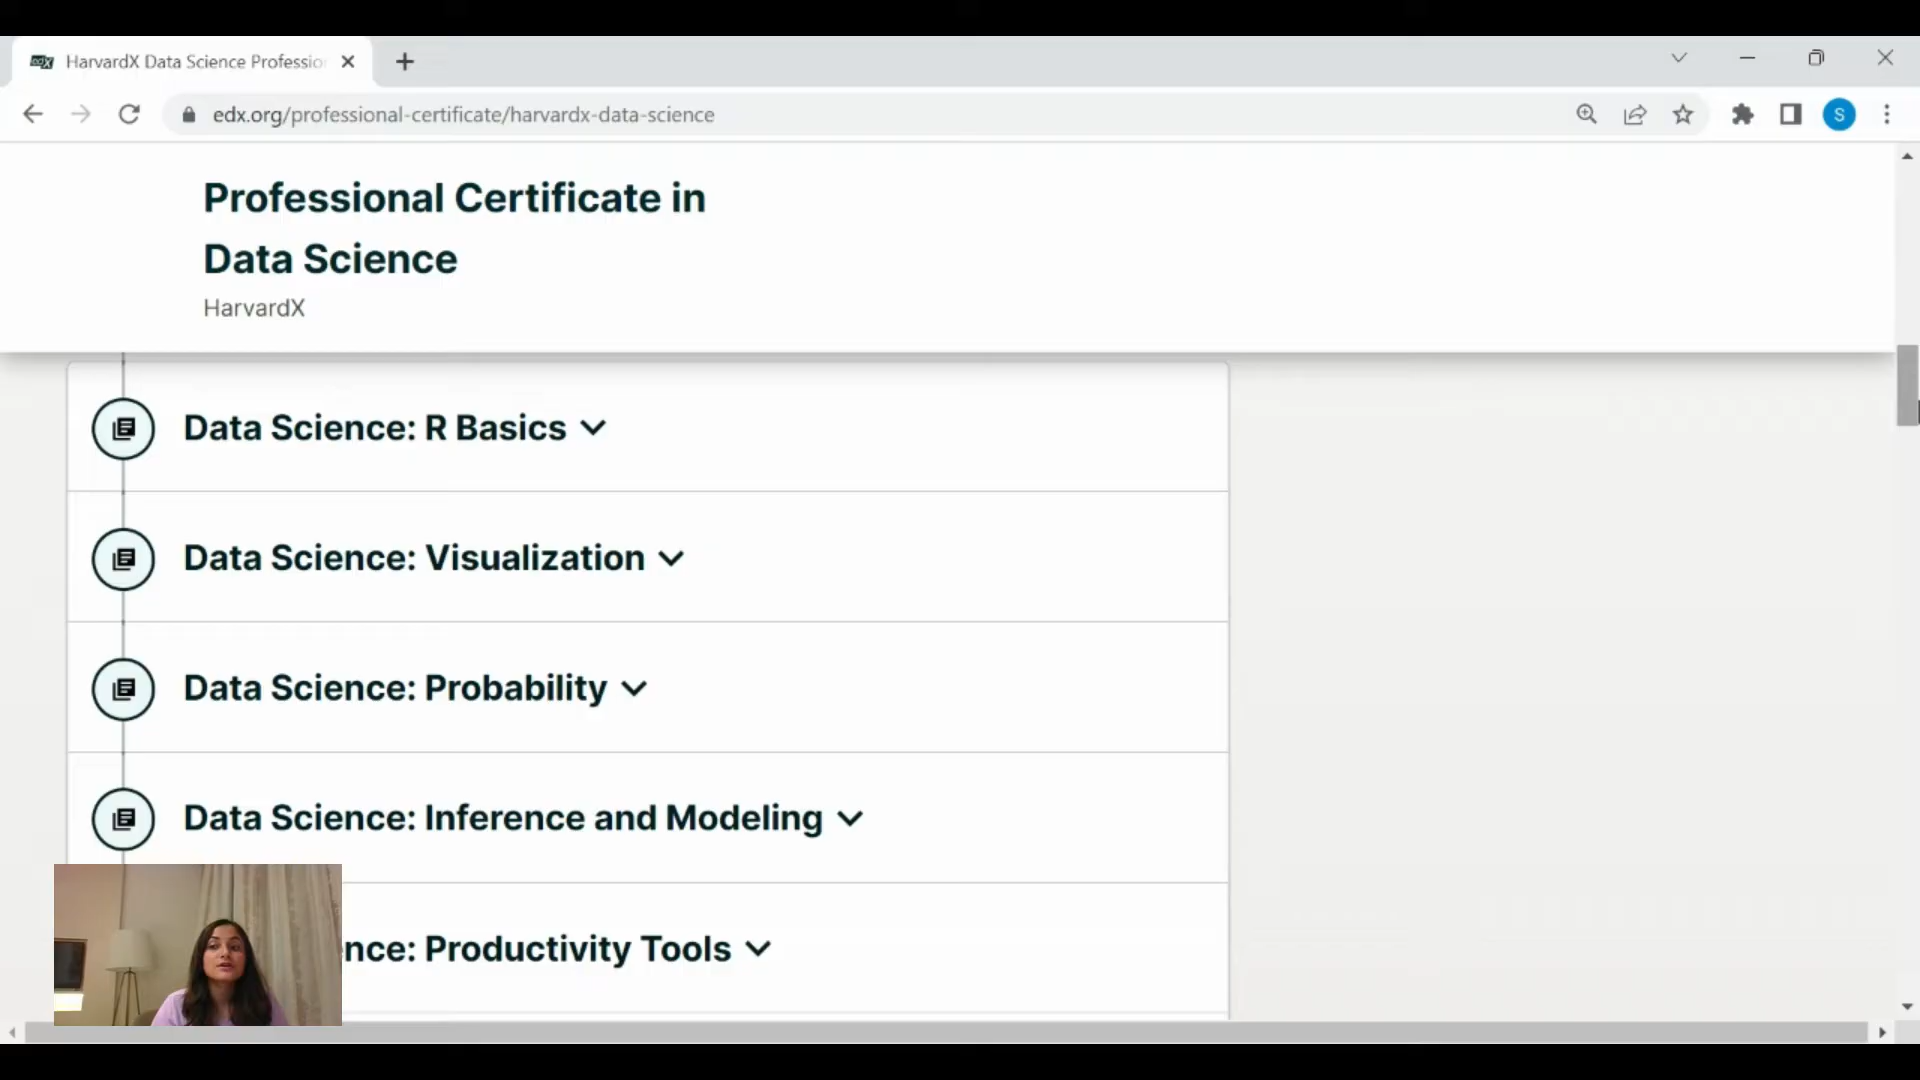 HarvardX Data Science Professio
edx.org/professional-certificate/harvardx-data-science
S
Professional Certificate in
Data Science
HarvardX
Data Science: R Basics
Data Science: Visualization
Data Science: Probability
Data Science: Inference and Modeling
nce: Productivity Tools